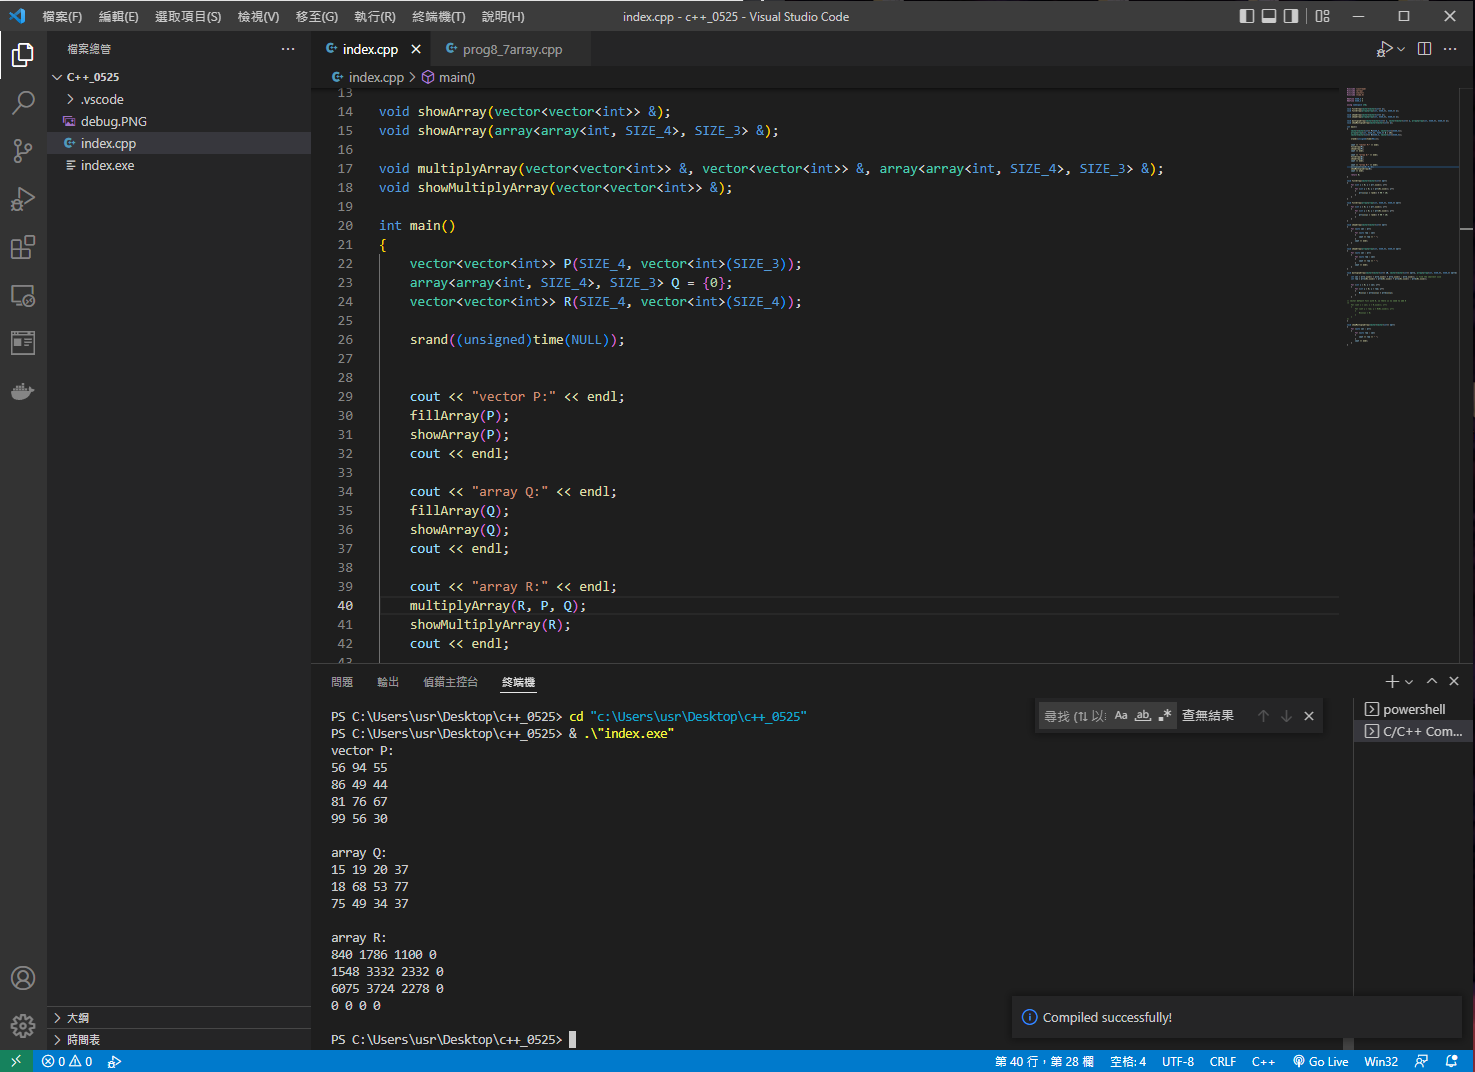 檔案(F) 編輯(E) 選取項目(S) 檢視(V) 移至(G) 執行(R) 終端機(T) 說明(H) index.cpp - c++_0525 - Visual Studio Code
檔案總管
C++_0525
.vscode
debug.PNG
index.cpp
index.exe
大綱
時間表
index.cpp prog8_7array.cpp
index.cpp > main()
13
14 void showArray(vector<vector<int>> &);
15 void showArray(array<array<int, SIZE_4>, SIZE_3> &);
16
17 void multiplyArray(vector<vector<int>> &, vector<vector<int>> &, array<array<int, SIZE_4>, SIZE_3> &);
18 void showMultiplyArray(vector<vector<int>> &);
19
20 int main()
21 {
22 vector<vector<int>> P(SIZE_4, vector<int>(SIZE_3));
23 array<array<int, SIZE_4>, SIZE_3> Q = {0};
24 vector<vector<int>> R(SIZE_4, vector<int>(SIZE_4));
25
26 srand((unsigned)time(NULL));
27
28
29 cout << "vector P:" << endl;
30 fillArray(P);
31 showArray(P);
32 cout << endl;
33
34 cout << "array Q:" << endl;
35 fillArray(Q);
36 showArray(Q);
37 cout << endl;
38
39 cout << "array R:" << endl;
40 multiplyArray(R, P, Q);
41 showMultiplyArray(R);
42 cout << endl;
43
問題 輸出 偵錯主控台 終端機
PS C:\Users\usr\Desktop\c++_0525> cd "c:\Users\usr\Desktop\c++_0525"
PS C:\Users\usr\Desktop\c++_0525> & .\"index.exe"
vector P:
56 94 55
86 49 44
81 76 67
99 56 30
array Q:
15 19 20 37
18 68 53 77
75 49 34 37
array R:
840 1786 1100 0
1548 3332 2332 0
6075 3724 2278 0
0 0 0 0
PS C:\Users\usr\Desktop\c++_0525>
尋找 (⇅ 以 Aa ab .* 查無結果
powershell
C/C++ Com...
Compiled successfully!
0 0 第 40 行，第 28 欄 空格: 4 UTF-8 CRLF C++ Go Live Win32